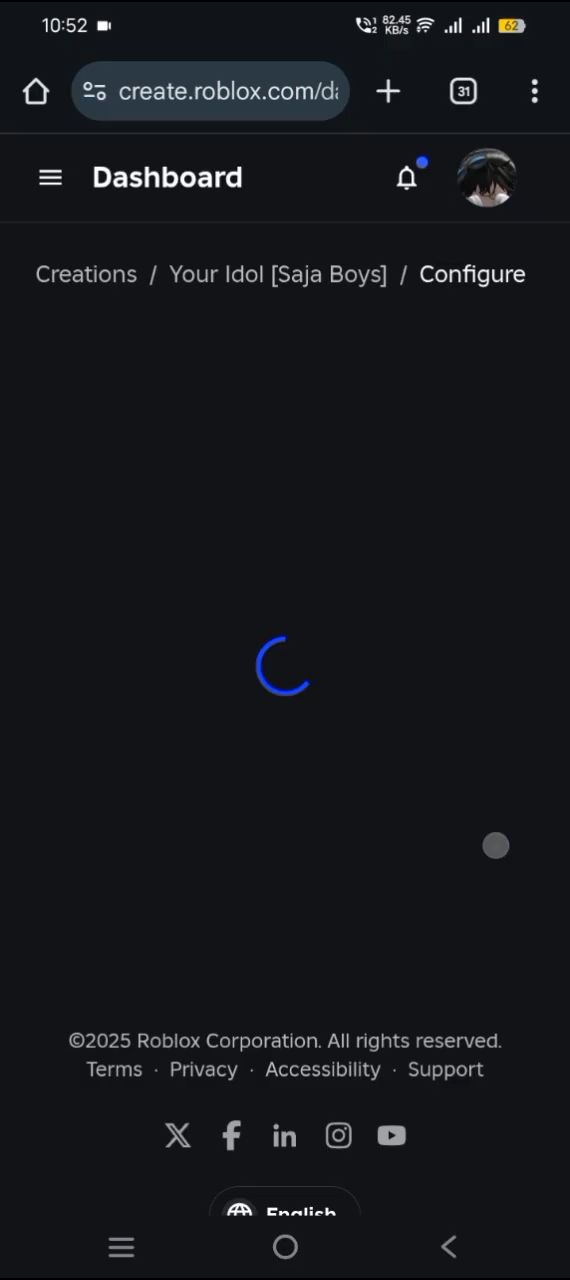 10:52 82.45 KB/s 62
create.roblox.com/da 31
Dashboard
Creations / Your Idol [Saja Boys] / Configure
©2025 Roblox Corporation. All rights reserved.
Terms · Privacy · Accessibility · Support
English